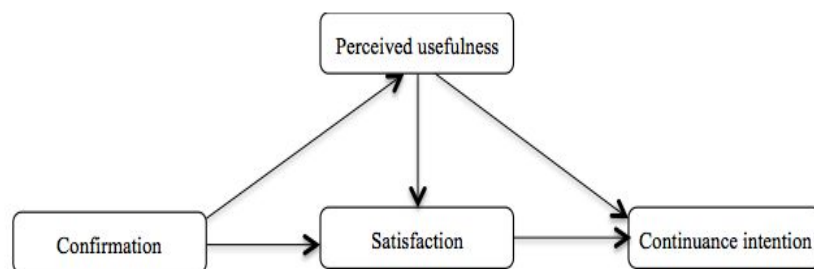 Perceived usefulness
Confirmation
Satisfaction
Continuance intention